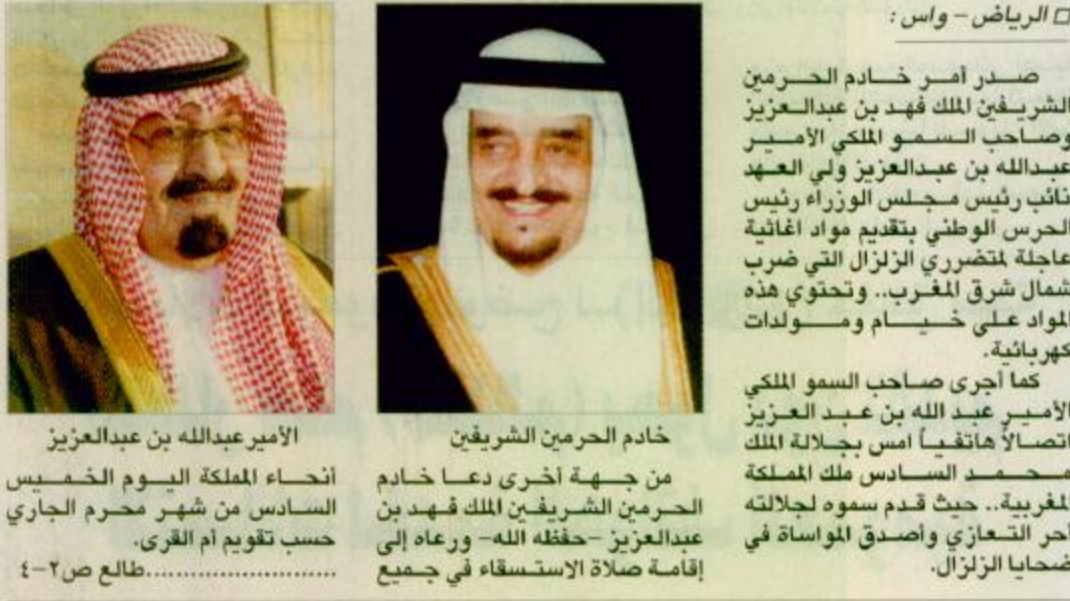 □ الرياض - واس :
صدر أمر خادم الحرمين
الشريفين الملك فهد بن عبدالعزيز
وصاحب السمو الملكي الأمير
عبدالله بن عبدالعزيز ولي العهد
نائب رئيس مجلس الوزراء رئيس
الحرس الوطني بتقديم مواد اغاثية
عاجلة لمتضرري الزلزال التي ضرب
شمال شرق المغرب.. وتحتوي هذه
المواد على خيام ومولدات
كهربائية.
كما أجرى صاحب السمو الملكي
الأمير عبد الله بن عبد العزيز
اتصالاً هاتفياً امس بجلالة الملك
محمد السادس ملك المملكة
المغربية.. حيث قدم سموه لجلالته
أحر التعازي وأصدق المواساة في
ضحايا الزلزال.
خادم الحرمين الشريفين
من جهة أخرى دعا خادم
الحرمين الشريفين الملك فهد بن
عبدالعزيز -حفظه الله- ورعاه إلى
إقامة صلاة الاستسقاء في جميع
الأمير عبدالله بن عبدالعزيز
أنحاء المملكة اليوم الخميس
السادس من شهر محرم الجاري
حسب تقويم أم القرى.
..........................طالع ص٢-٤